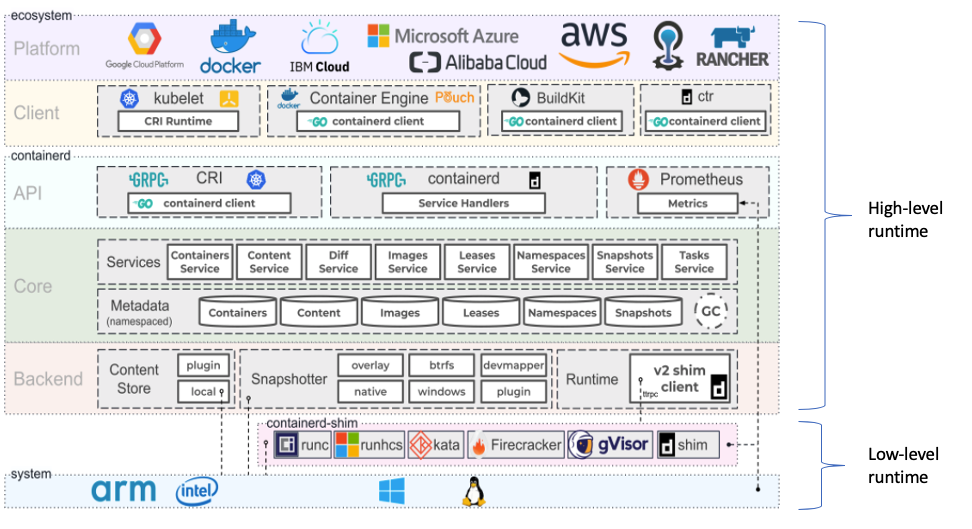 ecosystem
Platform
Google Cloud Platform
docker
IBM Cloud
Microsoft Azure
Alibaba Cloud
aws
RANCHER
Client
kubelet
CRI Runtime
docker
Container Engine
Pouch
GO containerd client
BuildKit
GO containerd client
ctr
GO containerd client
containerd
API
GRPC
CRI
GO containerd client
GRPC
containerd
Service Handlers
Prometheus
Metrics
High-level
runtime
Core
Services
Containers
Service
Content
Service
Diff
Service
Images
Service
Leases
Service
Namespaces
Service
Snapshots
Service
Tasks
Service
Metadata
(namespaced)
Containers
Content
Images
Leases
Namespaces
Snapshots
GC
Backend
Content
Store
plugin
local
Snapshotter
overlay
btrfs
devmapper
native
windows
plugin
Runtime
v2 shim
client
ttrpc
containerd-shim
runc
runhcs
kata
Firecracker
gVisor
shim
Low-level
runtime
system
arm
intel